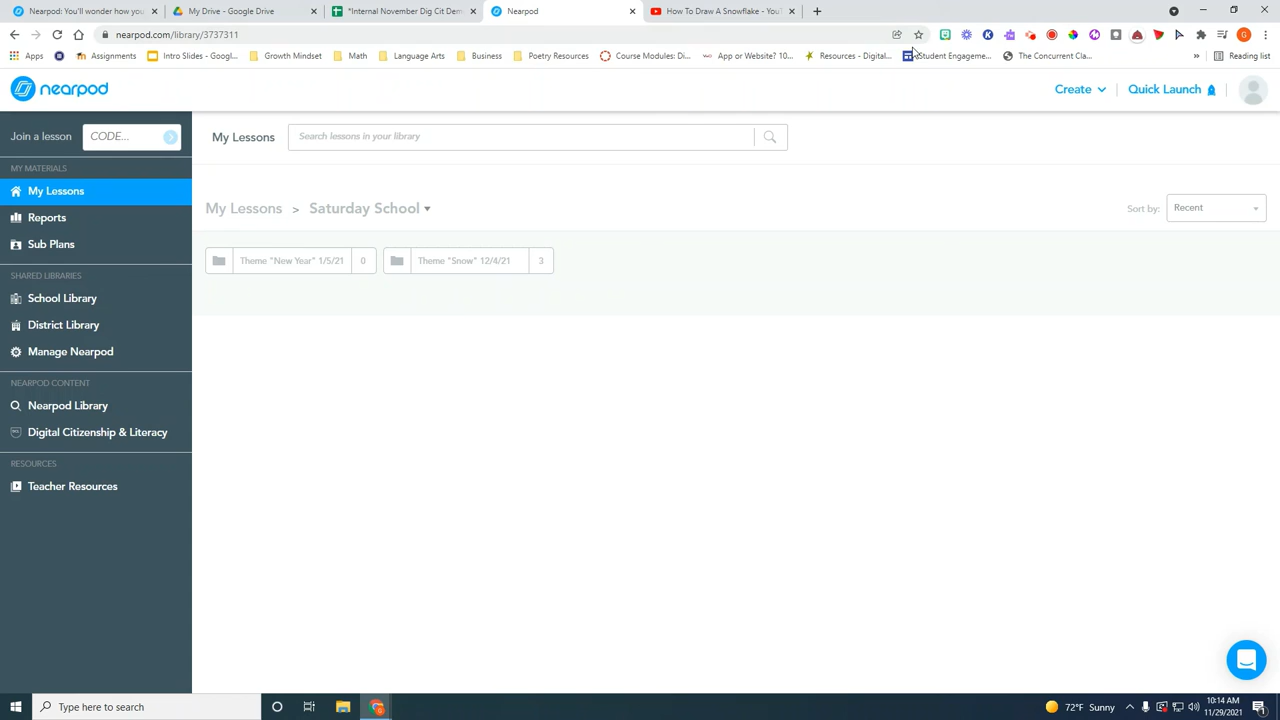 Nearpod: You'll wonder how you
My Drive - Google Drive
*Internal November Dig Cit Dem
Nearpod
How To Draw A Snowflake - YouT
nearpod.com/library/3737311
G
Apps
Assignments
Intro Slides - Googl...
Growth Mindset
Math
Language Arts
Business
Poetry Resources
Course Modules: Di...
App or Website? 10...
Resources - Digital...
Student Engageme...
The Concurrent Cla...
»
Reading list
nearpod
Create
Quick Launch
Join a lesson
CODE...
My Lessons
Search lessons in your library
MY MATERIALS
My Lessons
Reports
Sub Plans
SHARED LIBRARIES
School Library
District Library
Manage Nearpod
NEARPOD CONTENT
Nearpod Library
Digital Citizenship & Literacy
RESOURCES
Teacher Resources
My Lessons > Saturday School
Sort by: Recent
Theme "New Year" 1/5/21 0
Theme "Snow" 12/4/21 3
Type here to search
72°F Sunny
10:14 AM
11/29/2021